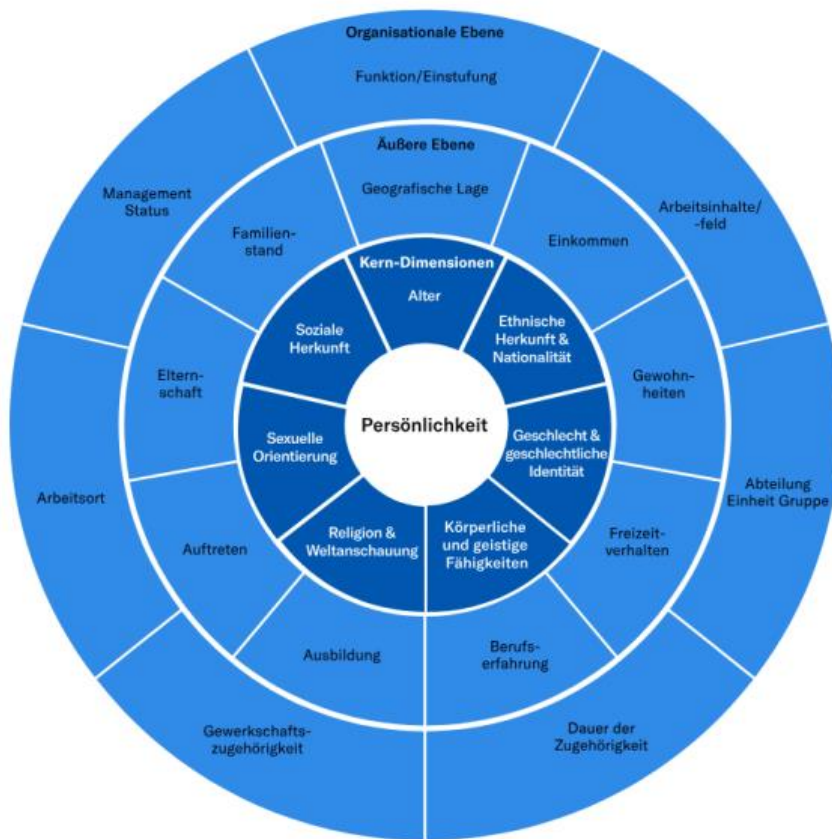 Organisationale Ebene
Funktion/Einstufung
Äußere Ebene
Geografische Lage
Management
Status
Familien-
stand
Einkommen
Arbeitsinhalte/
-feld
Kern-Dimensionen
Alter
Soziale
Herkunft
Ethnische
Herkunft &
Nationalität
Eltern-
schaft
Gewohn-
heiten
Persönlichkeit
Sexuelle
Orientierung
Geschlecht &
geschlechtliche
Identität
Arbeitsort
Abteilung
Einheit Gruppe
Auftreten
Religion &
Weltanschauung
Körperliche
und geistige
Fähigkeiten
Freizeit-
verhalten
Ausbildung
Berufs-
erfahrung
Gewerkschafts-
zugehörigkeit
Dauer der
Zugehörigkeit